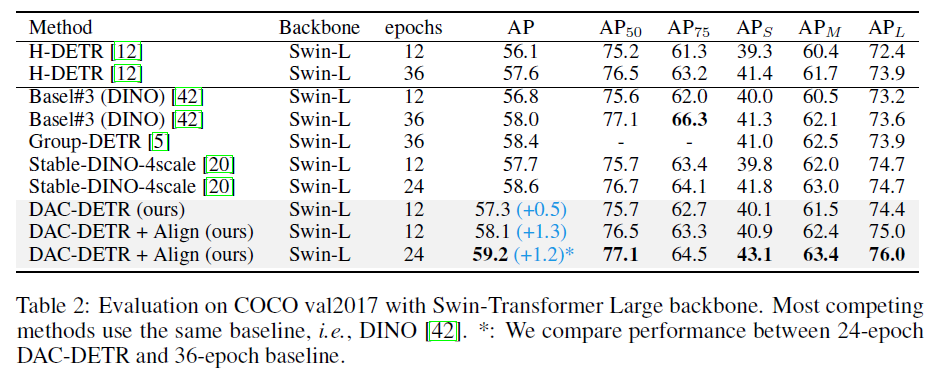 Method Backbone epochs AP AP50 AP75 APS APM APL
H-DETR [12] Swin-L 12 56.1 75.2 61.3 39.3 60.4 72.4
H-DETR [12] Swin-L 36 57.6 76.5 63.2 41.4 61.7 73.9
Basel#3 (DINO) [42] Swin-L 12 56.8 75.6 62.0 40.0 60.5 73.2
Basel#3 (DINO) [42] Swin-L 36 58.0 77.1 66.3 41.3 62.1 73.6
Group-DETR [5] Swin-L 36 58.4 - - 41.0 62.5 73.9
Stable-DINO-4scale [20] Swin-L 12 57.7 75.7 63.4 39.8 62.0 74.7
Stable-DINO-4scale [20] Swin-L 24 58.6 76.7 64.1 41.8 63.0 74.7
DAC-DETR (ours) Swin-L 12 57.3 (+0.5) 75.7 62.7 40.1 61.5 74.4
DAC-DETR + Align (ours) Swin-L 12 58.1 (+1.3) 76.5 63.3 40.9 62.4 75.0
DAC-DETR + Align (ours) Swin-L 24 59.2 (+1.2)* 77.1 64.5 43.1 63.4 76.0
Table 2: Evaluation on COCO val2017 with Swin-Transformer Large backbone. Most competing
methods use the same baseline, i.e., DINO [42]. *: We compare performance between 24-epoch
DAC-DETR and 36-epoch baseline.